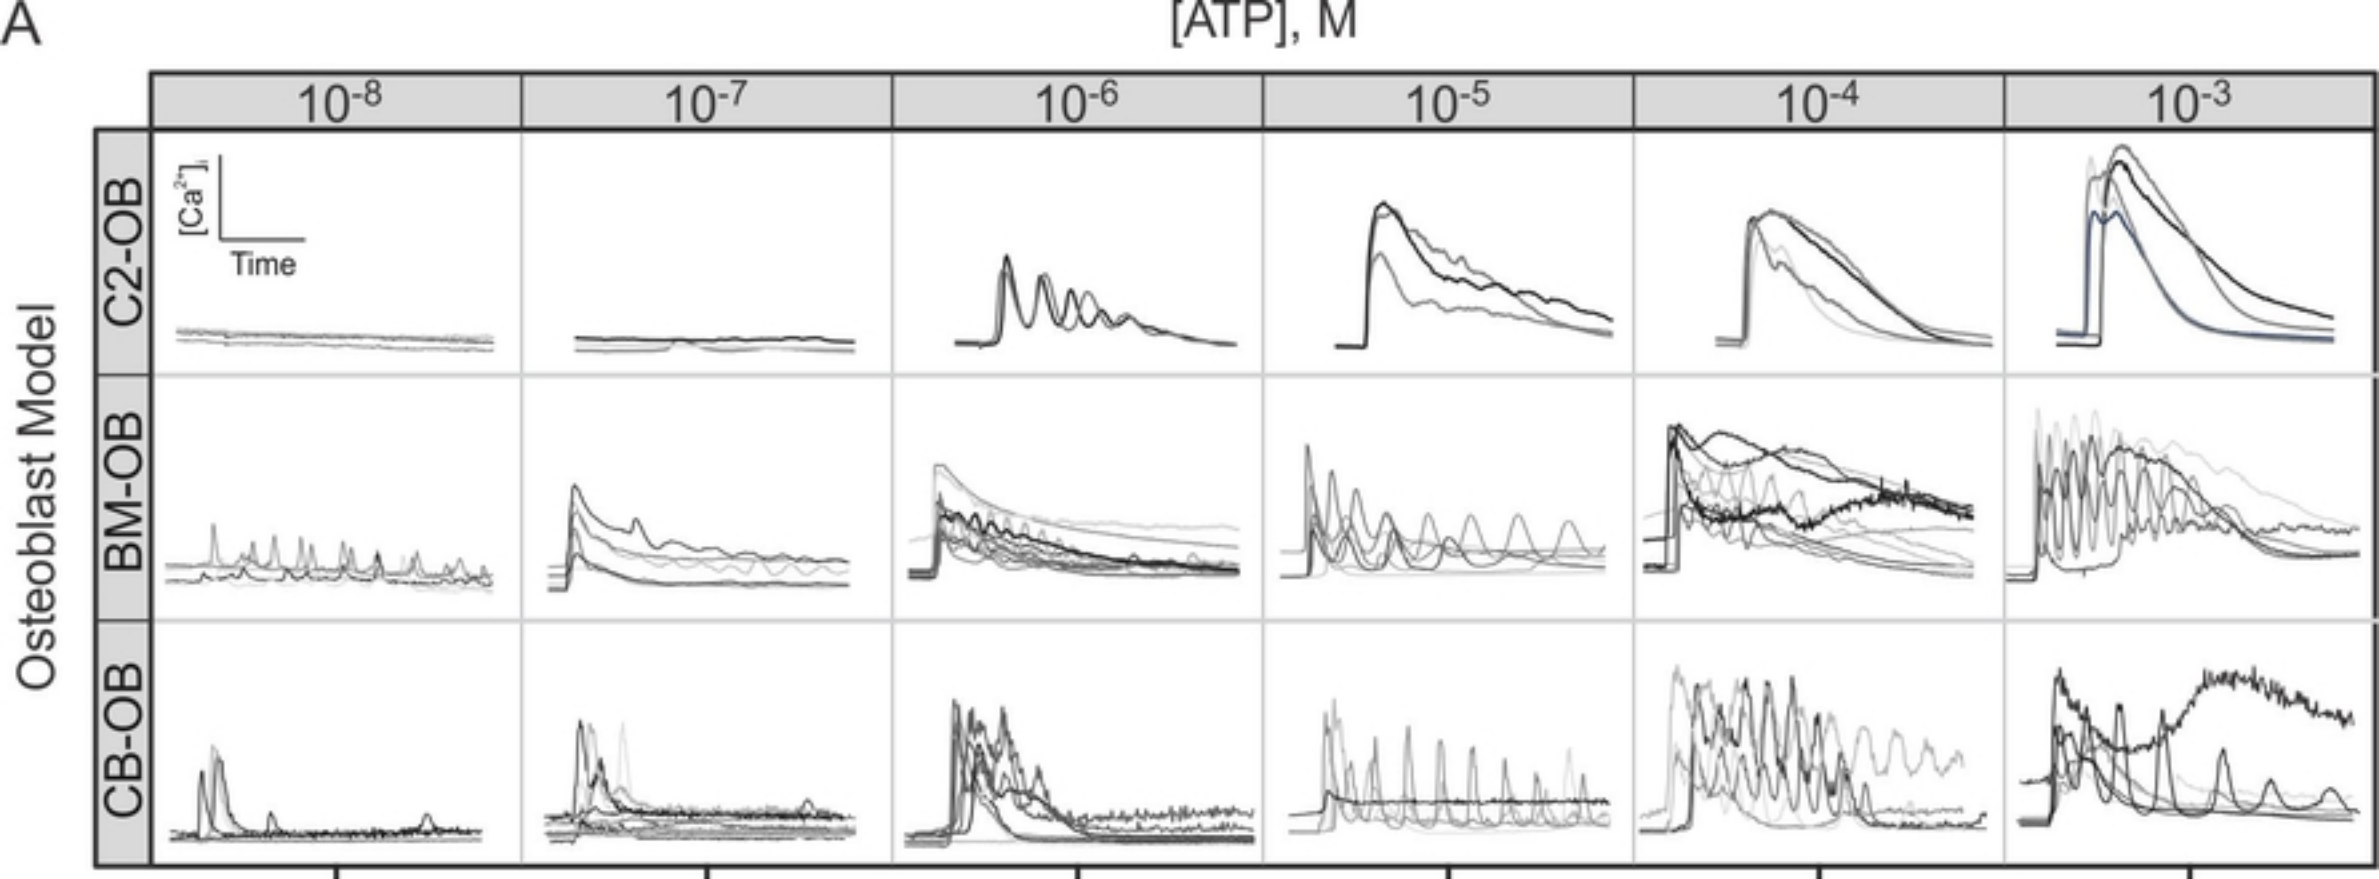 A
[ATP], M
10⁻⁸ 10⁻⁷ 10⁻⁶ 10⁻⁵ 10⁻⁴ 10⁻³
Osteoblast Model
C2-OB
[Ca²⁺]ᵢ
Time
BM-OB
CB-OB